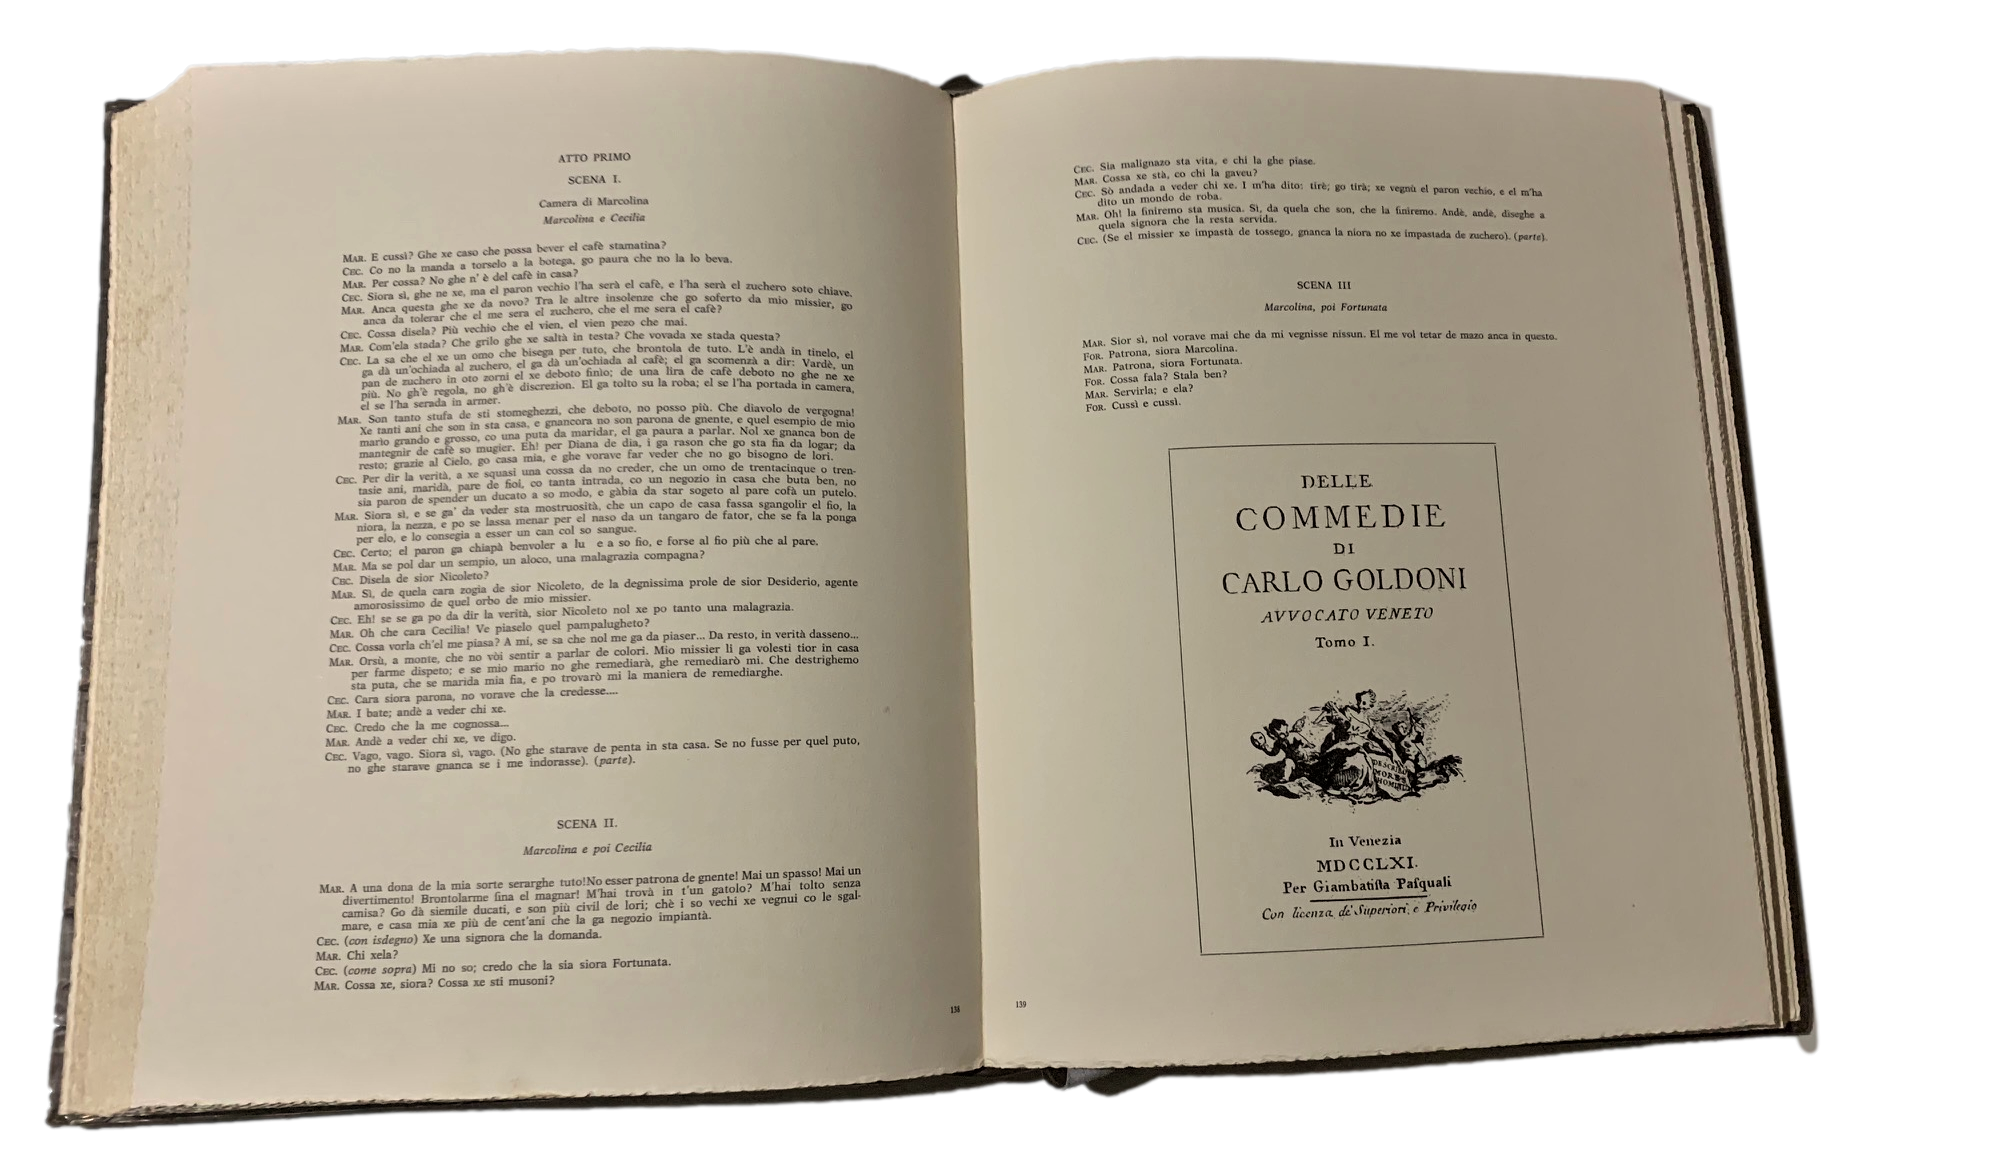 ATTO PRIMO
SCENA I.
Camera di Marcolina
Marcolina e Cecilia
MAR. E cussì? Ghe xe caso che possa bever el cafè stamatina?
CEC. Co no la manda a torselo a la botega, go paura che no la lo beva.
MAR. Per cossa? No ghe n' è del cafè in casa?
CEC. Siora sì, ghe ne xe, ma el paron vechio l'ha serà el cafè, e l'ha serà el zuchero soto chiave.
MAR. Anca questa ghe xe da novo? Tra le altre insolenze che go soferto da mio missier, go
anca da tolerar che el me sera el zuchero, che el me sera el cafè?
CEC. Cossa disela? Più vechio che el vien, el vien pezo che mai.
MAR. Com'ela stada? Che grilo ghe xe saltà in testa? Che vovada xe stada questa?
CEC. La sa che el xe un omo che bisega per tuto, che brontola de tuto. L'è andà in tinelo, el
ga dà un'ochiada al zuchero, el ga dà un'ochiada al cafè; el ga scomenzà a dir: Vardè, un
pan de zuchero in oto zorni el xe deboto finìo; de una lira de cafè deboto no ghe ne xe
più. No gh'è regola, no gh'è discrezion. El ga tolto su la roba; el se l'ha portada in camera,
el se l'ha serada in armer.
MAR. Son tanto stufa de sti stomeghezzi, che deboto, no posso più. Che diavolo de vergogna!
Xe tanti ani che son in sta casa, e gnancora no son parona de gnente, e quel esempio de mio
mario grando e grosso, co una puta da maridar, el ga paura a parlar. Nol xe gnanca bon de
mantegnir de cafè so mugier. Eh! per Diana de dia, i ga rason che go sta fia da logar; da
resto; grazie al Cielo, go casa mia, e ghe vorave far veder che no go bisogno de lori.
CEC. Per dir la verità, a xe squasi una cossa da no creder, che un omo de trentacinque o tren-
tasie ani, maridà, pare de fioi, co tanta intrada, co un negozio in casa che buta ben, no
sia paron de spender un ducato a so modo, e gàbia da star sogeto al pare cofà un putelo.
MAR. Siora sì, e se ga' da veder sta mostruosità, che un capo de casa fassa sgangolir el fio, la
niora, la nezza, e po se lassa menar per el naso da un tangaro de fator, che se fa la ponga
per elo, e lo consegia a esser un can col so sangue.
CEC. Certo; el paron ga chiapà benvoler a lu e a so fio, e forse al fio più che al pare.
MAR. Ma se pol dar un sempio, un aloco, una malagrazia compagna?
CEC. Disela de sior Nicoleto?
MAR. Sì, de quela cara zogia de sior Nicoleto, de la degnissima prole de sior Desiderio, agente
amorosissimo de quel orbo de mio missier.
CEC. Eh! se se ga po da dir la verità, sior Nicoleto nol xe po tanto una malagrazia.
MAR. Oh che cara Cecilia! Ve piaselo quel pampalugheto?
CEC. Cossa vorla ch'el me piasa? A mi, se sa che nol me ga da piaser... Da resto, in verità dasseno...
MAR. Orsù, a monte, che no vòi sentir a parlar de colori. Mio missier li ga volesti tior in casa
per farme dispeto; e se mio mario no ghe remediarà, ghe remediarò mi. Che destrighemo
sta puta, che se marida mia fia, e po trovarò mi la maniera de remediarghe.
CEC. Cara siora parona, no vorave che la credesse....
MAR. I bate; andè a veder chi xe.
CEC. Credo che la me cognossa...
MAR. Andè a veder chi xe, ve digo.
CEC. Vago, vago. Siora sì, vago. (No ghe starave de penta in sta casa. Se no fusse per quel puto,
no ghe starave gnanca se i me indorasse). (parte).
SCENA II.
Marcolina e poi Cecilia
MAR. A una dona de la mia sorte serarghe tuto!No esser patrona de gnente! Mai un spasso! Mai un
divertimento! Brontolarme fina el magnar! M'hai trovà in t'un gatolo? M'hai tolto senza
camisa? Go dà siemile ducati, e son più civil de lori; chè i so vechi xe vegnui co le sgal-
mare, e casa mia xe più de cent'ani che la ga negozio impiantà.
CEC. (con isdegno) Xe una signora che la domanda.
MAR. Chi xela?
CEC. (come sopra) Mi no so; credo che la sia siora Fortunata.
MAR. Cossa xe, siora? Cossa xe sti musoni?
138
CEC. Sia malignazo sta vita, e chi la ghe piase.
MAR. Cossa xe stà, co chi la gaveu?
CEC. Sò andada a veder chi xe. I m'ha dito: tirè; go tirà; xe vegnù el paron vechio, e el m'ha
dito un mondo de roba.
MAR. Oh! la finiremo sta musica. Sì, da quela che son, che la finiremo. Andè, andè, diseghe a
quela signora che la resta servida.
CEC. (Se el missier xe impastà de tossego, gnanca la niora no xe impastada de zuchero). (parte).
SCENA III
Marcolina, poi Fortunata
MAR. Sior sì, nol vorave mai che da mi vegnisse nissun. El me vol tetar de mazo anca in questo.
FOR. Patrona, siora Marcolina.
MAR. Patrona, siora Fortunata.
FOR. Cossa fala? Stala ben?
MAR. Servirla; e ela?
FOR. Cussì e cussì.
DELLE
COMMEDIE
DI
CARLO GOLDONI
AVVOCATO VENETO
Tomo I.
DESCRIBO
MORES
HOMINUM
In Venezia
MDCCLXI.
Per Giambatiſta Paſquali
Con licenza de' Superiori, e Privilegio
139